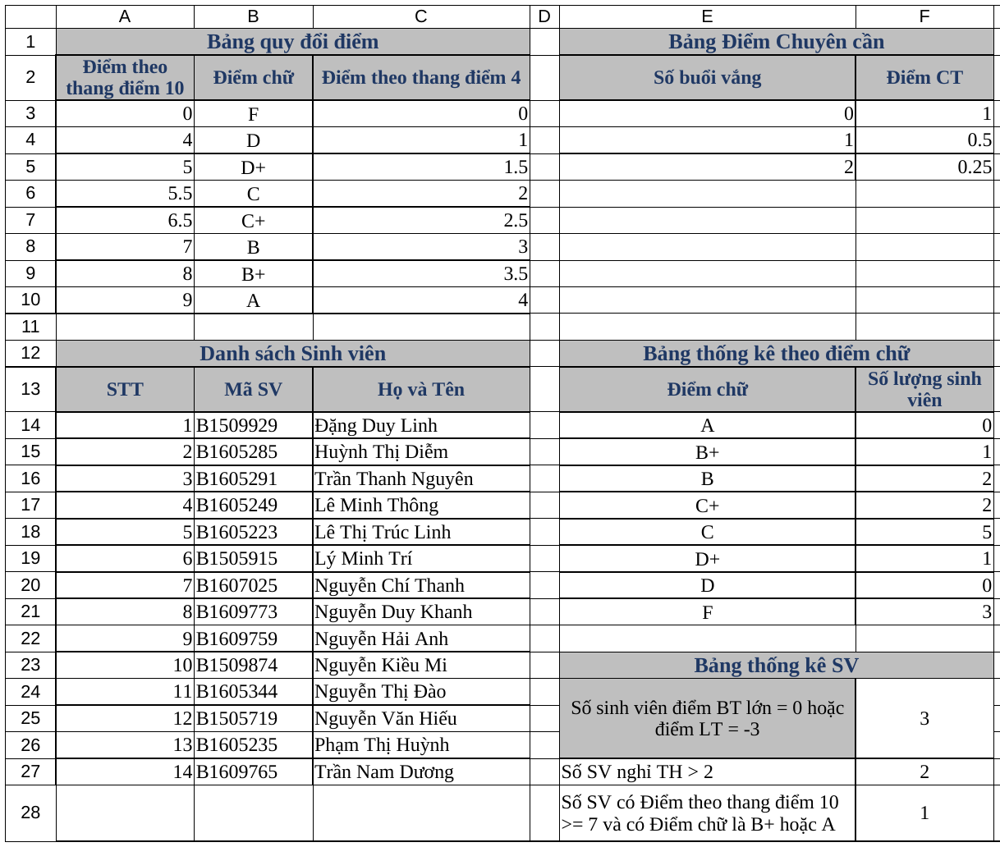 A B C D E F
1 Bảng quy đổi điểm Bảng Điểm Chuyên cần
2 Điểm theo thang điểm 10 Điểm chữ Điểm theo thang điểm 4 Số buổi vắng Điểm CT
3 0 F 0 0 1
4 4 D 1 1 0.5
5 5 D+ 1.5 2 0.25
6 5.5 C 2
7 6.5 C+ 2.5
8 7 B 3
9 8 B+ 3.5
10 9 A 4
11
12 Danh sách Sinh viên Bảng thống kê theo điểm chữ
13 STT Mã SV Họ và Tên Điểm chữ Số lượng sinh viên
14 1 B1509929 Đặng Duy Linh A 0
15 2 B1605285 Huỳnh Thị Diễm B+ 1
16 3 B1605291 Trần Thanh Nguyên B 2
17 4 B1605249 Lê Minh Thông C+ 2
18 5 B1605223 Lê Thị Trúc Linh C 5
19 6 B1505915 Lý Minh Trí D+ 1
20 7 B1607025 Nguyễn Chí Thanh D 0
21 8 B1609773 Nguyễn Duy Khanh F 3
22 9 B1609759 Nguyễn Hải Anh
23 10 B1509874 Nguyễn Kiều Mi Bảng thống kê SV
24 11 B1605344 Nguyễn Thị Đào
25 12 B1505719 Nguyễn Văn Hiếu Số sinh viên điểm BT lớn = 0 hoặc điểm LT = -3 3
26 13 B1605235 Phạm Thị Huỳnh
27 14 B1609765 Trần Nam Dương Số SV nghỉ TH > 2 2
28 Số SV có Điểm theo thang điểm 10 >= 7 và có Điểm chữ là B+ hoặc A 1